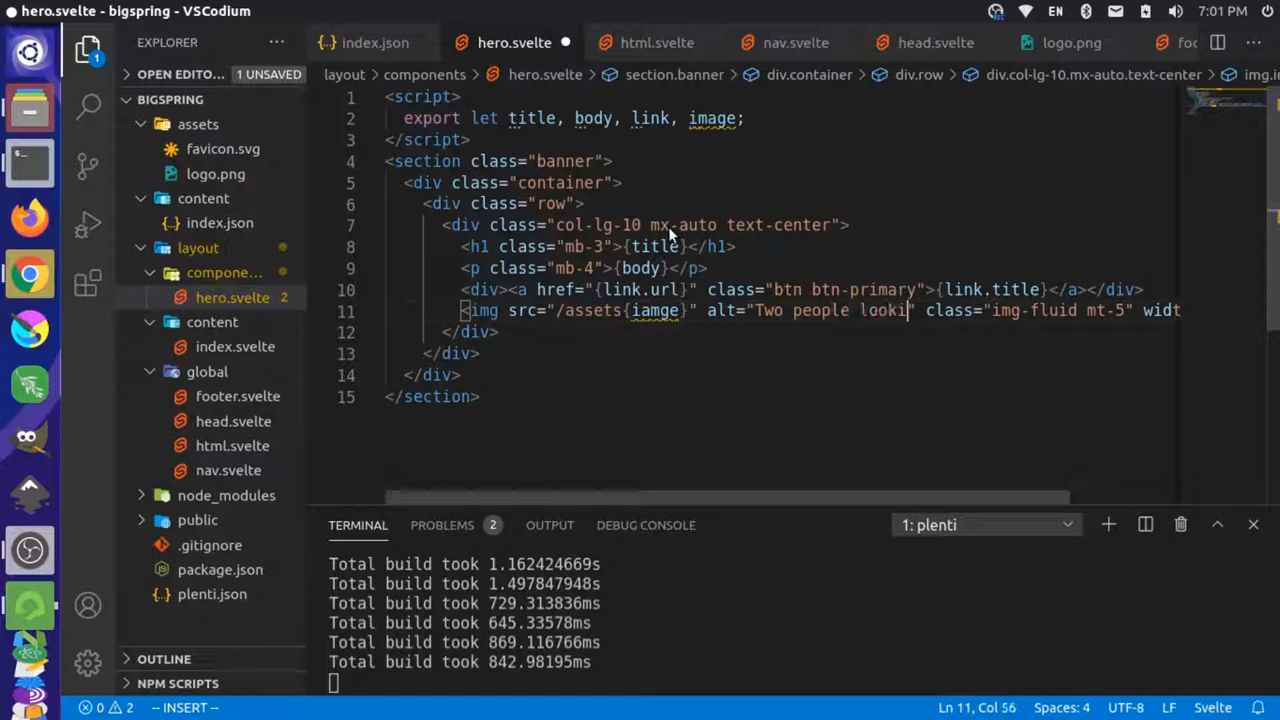 ● hero.svelte - bigspring - VSCodium
REC EN 7:01 PM
EXPLORER
index.json hero.svelte html.svelte nav.svelte head.svelte logo.png foo
1
OPEN EDITO... 1 UNSAVED
layout > components > hero.svelte > section.banner > div.container > div.row > div.col-lg-10.mx-auto.text-center > img.in
BIGSPRING
assets
favicon.svg
logo.png
content
index.json
layout
compone...
hero.svelte 2
content
index.svelte
global
footer.svelte
head.svelte
html.svelte
nav.svelte
node_modules
public
.gitignore
package.json
plenti.json
OUTLINE
NPM SCRIPTS
1 <script>
2 export let title, body, link, image;
3 </script>
4 <section class="banner">
5 <div class="container">
6 <div class="row">
7 <div class="col-lg-10 mx-auto text-center">
8 <h1 class="mb-3">{title}</h1>
9 <p class="mb-4">{body}</p>
10 <div><a href="{link.url}" class="btn btn-primary">{link.title}</a></div>
11 <img src="/assets{iamge}" alt="Two people looki" class="img-fluid mt-5" widt
12 </div>
13 </div>
14 </div>
15 </section>
TERMINAL PROBLEMS 2 OUTPUT DEBUG CONSOLE 1: plenti
Total build took 1.162424669s
Total build took 1.497847948s
Total build took 729.313836ms
Total build took 645.33578ms
Total build took 869.116766ms
Total build took 842.98195ms
0 2 -- INSERT -- Ln 11, Col 56 Spaces: 4 UTF-8 LF Svelte